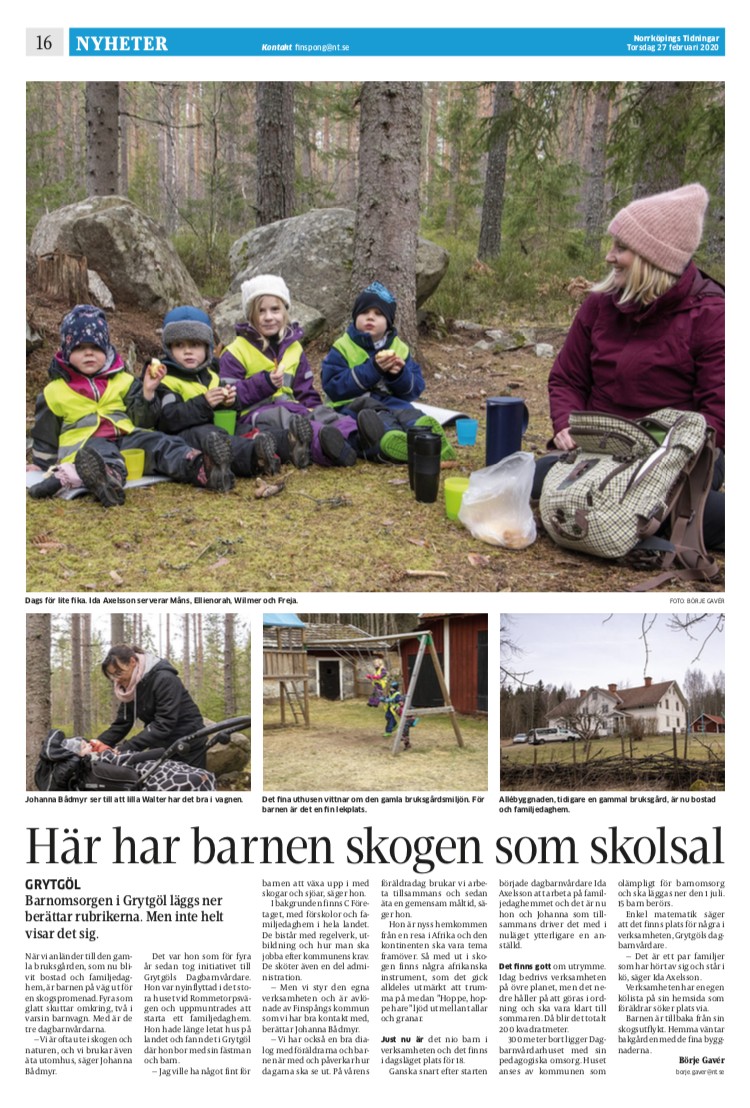 16
NYHETER
Kontakt finspong@nt.se
Norrköpings Tidningar
Torsdag 27 februari 2020
Dags för lite fika. Ida Axelsson serverar Måns, Ellienorah, Wilmer och Freja.
FOTO: BÖRJE GAVÉR
Johanna Bådmyr ser till att lilla Walter har det bra i vagnen.
Det fina uthusen vittnar om den gamla bruksgårdsmiljön. För
barnen är det en fin lekplats.
Allébyggnaden, tidigare en gammal bruksgård, är nu bostad
och familjedaghem.
Här har barnen skogen som skolsal
GRYTGÖL
Barnomsorgen i Grytgöl läggs ner
berättar rubrikerna. Men inte helt
visar det sig.
När vi anländer till den gam-
la bruksgården, som nu bli-
vit bostad och familjedag-
hem, är barnen på väg ut för
en skogspromenad. Fyra som
glatt skuttar omkring, två i
varsin barnvagn. Med är de
tre dagbarnvårdarna.
– Vi är ofta ute i skogen och
naturen, och vi brukar även
äta utomhus, säger Johanna
Bådmyr.
Det var hon som för fyra
år sedan tog initiativet till
Grytgöls Dagbarnvårdare.
Hon var nyinflyttad i det sto-
ra huset vid Rommetorpsvä-
gen och uppmuntrades att
starta ett familjedaghem.
Hon hade länge letat hus på
landet och fann det i Grytgöl
där hon bor med sin fästman
och barn.
– Jag ville ha något fint för
barnen att växa upp i med
skogar och sjöar, säger hon.
I bakgrunden finns C Fore-
taget, med förskolor och fa-
miljedaghem i hela landet.
De bistår med regelverk, ut-
bildning och hur man ska
jobba efter kommunens krav.
De sköter även en del admi-
nistration.
– Men vi styr den egna
verksamheten och är avlö-
nade av Finspångs kommun
som vi har bra kontakt med,
berättar Johanna Bådmyr.
– Vi har också en bra dia-
log med föräldrarna och bar-
nen är med och påverkar hur
dagarna ska se ut. På vårens
föräldradag brukar vi arbe-
ta tillsammans och sedan
äta en gemensam måltid, sä-
ger hon.
Hon är nyss hemkommen
från en resa i Afrika och den
kontinenten ska vara tema
framöver. Så med ut i sko-
gen finns några afrikanska
instrument, som det gick
alldeles utmärkt att trum-
ma på medan "Hoppe, hop-
pe hare" ljöd ut mellan tallar
och granar.
Just nu är det nio barn i
verksamheten och det finns
i dagsläget plats för 18.
Ganska snart efter starten
började dagbarnvårdare Ida
Axelsson att arbeta på famil-
jedaghemmet och det är nu
hon och Johanna som till-
sammans driver det med i
nuläget ytterligare en an-
ställd.
Det finns gott om utrymme.
Idag bedrivs verksamheten
på övre planet, men det ne-
dre håller på att göras i ord-
ning och ska vara klart till
sommaren. Då blir det totalt
200 kvadratmeter.
300 meter bort ligger Dag-
barnvårdarhuset med sin
pedagogiska omsorg. Huset
anses av kommunen som
olämpligt för barnomsorg
och ska läggas ner den 1 juli.
15 barn berörs.
Enkel matematik säger
att det finns plats för några i
verksamheten, Grytgöls dag-
barnvårdare.
– Det är ett par familjer
som har hört av sig och står i
kö, säger Ida Axelsson.
Verksamheten har en egen
kölista på sin hemsida som
föräldrar söker plats via.
Barnen är tillbaka från sin
skogsutflykt. Hemma väntar
bakgården med de fina bygg-
naderna.
Börje Gavér
borje.gaver@nt.se